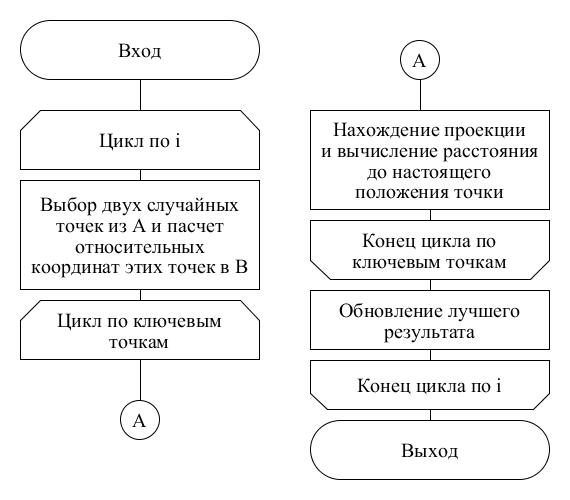 Вход
Цикл по i
Выбор двух случайных
точек из A и пасчет
относительных
координат этих точек в B
Цикл по ключевым
точкам
A
A
Нахождение проекции
и вычисление расстояния
до настоящего
положения точки
Конец цикла по
ключевым точкам
Обновление лучшего
результата
Конец цикла по i
Выход